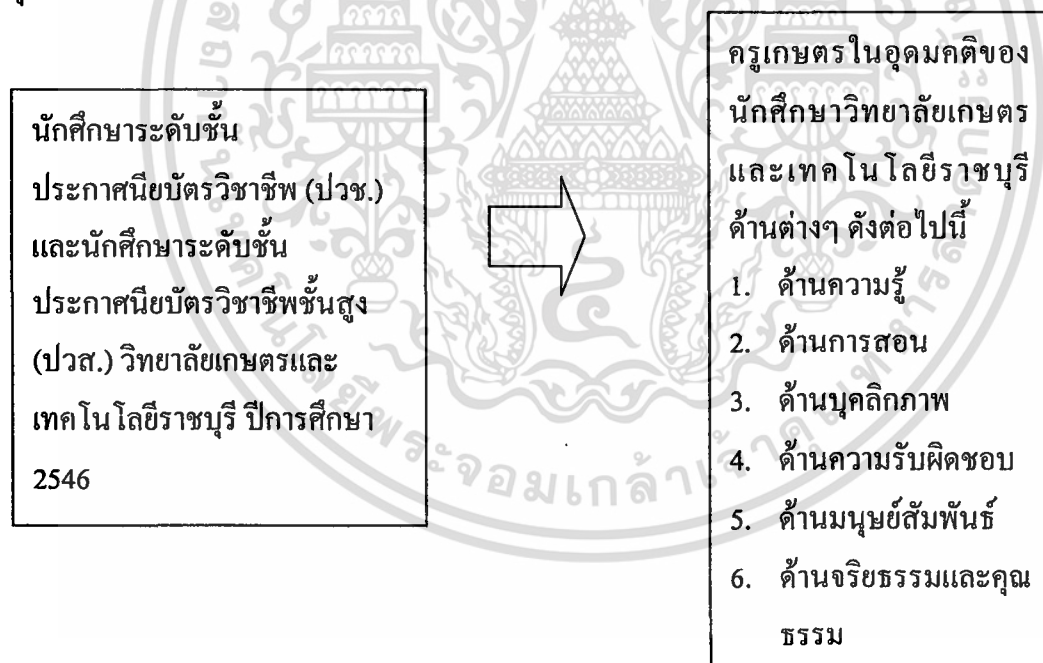 นักศึกษาระดับชั้น
ประกาศนียบัตรวิชาชีพ (ปวช.)
และนักศึกษาระดับชั้น
ประกาศนียบัตรวิชาชีพชั้นสูง
(ปวส.) วิทยาลัยเกษตรและ
เทคโนโลยีราชบุรี ปีการศึกษา
2546
ครูเกษตรในอุดมคติของ
นักศึกษาวิทยาลัยเกษตร
และเทคโนโลยีราชบุรี
ด้านต่างๆ ดังต่อไปนี้
1. ด้านความรู้
2. ด้านการสอน
3. ด้านบุคลิกภาพ
4. ด้านความรับผิดชอบ
5. ด้านมนุษย์สัมพันธ์
6. ด้านจริยธรรมและคุณ
ธรรม